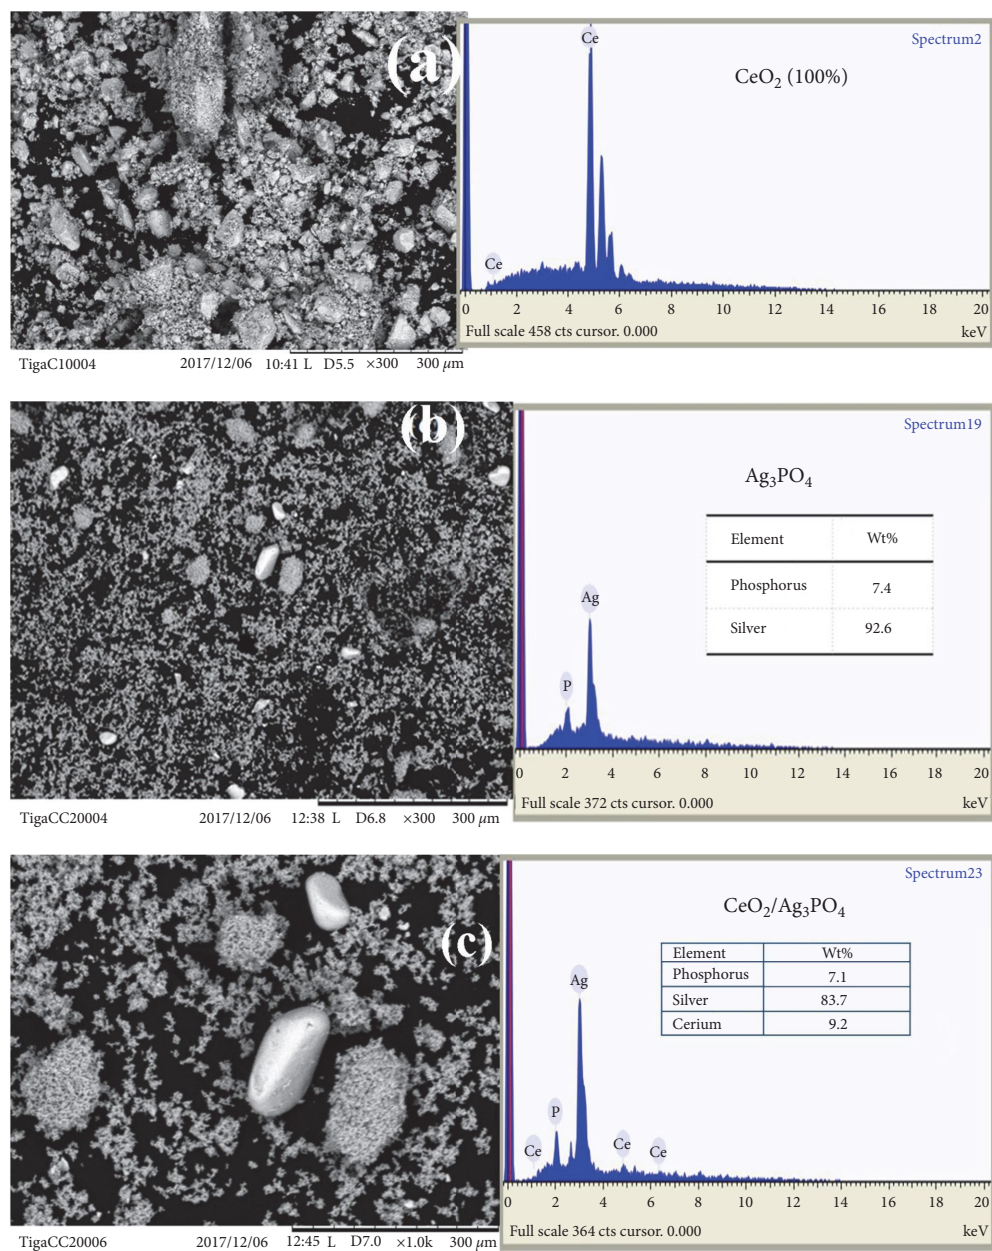 (a)
Spectrum2
CeO₂ (100%)
Ce
Ce
0 2 4 6 8 10 12 14 16 18 20
Full scale 458 cts cursor. 0.000 keV
TigaC10004 2017/12/06 10:41 L D5.5 ×300 300 μm
(b)
Spectrum19
Ag₃PO₄
Element Wt%
Phosphorus 7.4
Silver 92.6
Ag
P
0 2 4 6 8 10 12 14 16 18 20
Full scale 372 cts cursor. 0.000 keV
TigaCC20004 2017/12/06 12:38 L D6.8 ×300 300 μm
(c)
Spectrum23
CeO₂/Ag₃PO₄
Element Wt%
Phosphorus 7.1
Silver 83.7
Cerium 9.2
Ag
P
Ce Ce Ce
0 2 4 6 8 10 12 14 16 18 20
Full scale 364 cts cursor. 0.000 keV
TigaCC20006 2017/12/06 12:45 L D7.0 ×1.0k 300 μm